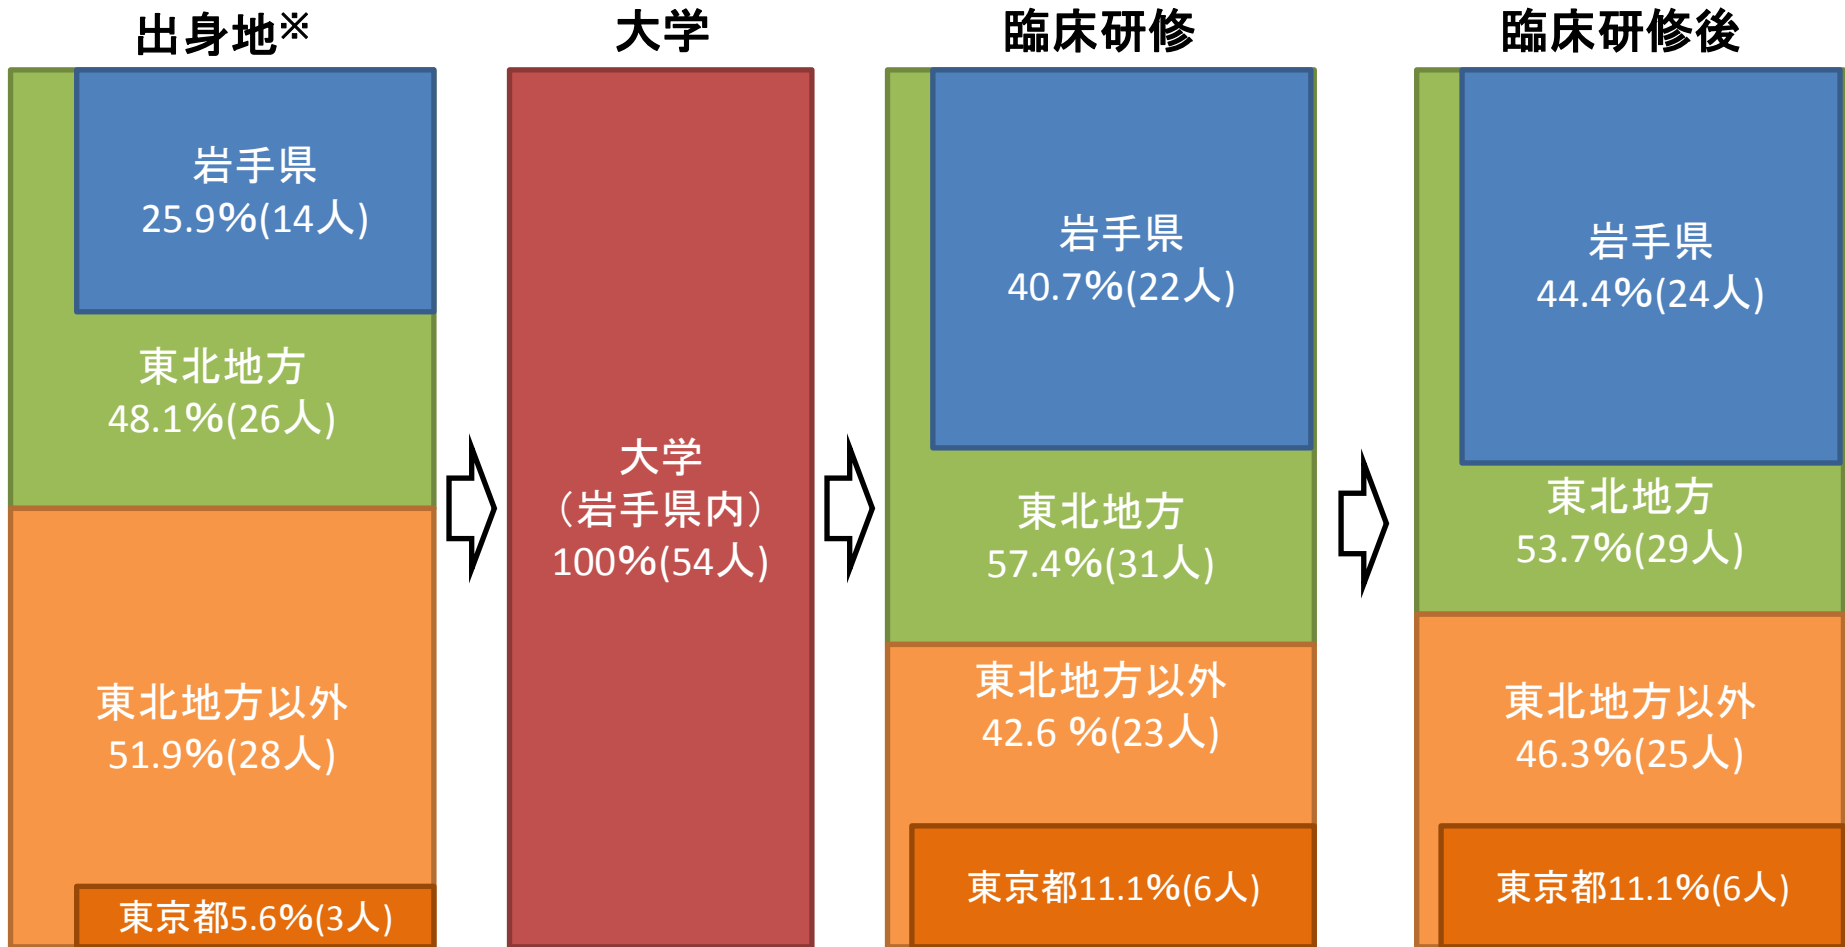 出身地※
岩手県
25.9%(14人)
東北地方
48.1%(26人)
東北地方以外
51.9%(28人)
東京都5.6%(3人)
大学
大学
（岩手県内）
100%(54人)
臨床研修
岩手県
40.7%(22人)
東北地方
57.4%(31人)
東北地方以外
42.6 %(23人)
東京都11.1%(6人)
臨床研修後
岩手県
44.4%(24人)
東北地方
53.7%(29人)
東北地方以外
46.3%(25人)
東京都11.1%(6人)